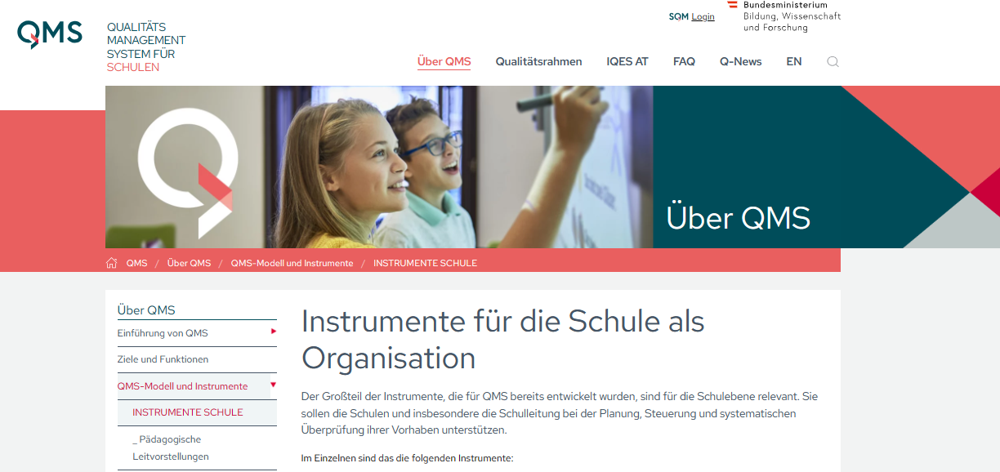 QMS
QUALITÄTS
MANAGEMENT
SYSTEM FÜR
SCHULEN
SQM Login
Bundesministerium
Bildung, Wissenschaft
und Forschung
Über QMS
Qualitätsrahmen
IQES AT
FAQ
Q-News
EN
Über QMS
QMS / Über QMS / QMS-Modell und Instrumente / INSTRUMENTE SCHULE
Über QMS
Einführung von QMS
Ziele und Funktionen
QMS-Modell und Instrumente
INSTRUMENTE SCHULE
_ Pädagogische
Leitvorstellungen
Instrumente für die Schule als
Organisation
Der Großteil der Instrumente, die für QMS bereits entwickelt wurden, sind für die Schulebene relevant. Sie
sollen die Schulen und insbesondere die Schulleitung bei der Planung, Steuerung und systematischen
Überprüfung ihrer Vorhaben unterstützen.
Im Einzelnen sind das die folgenden Instrumente: